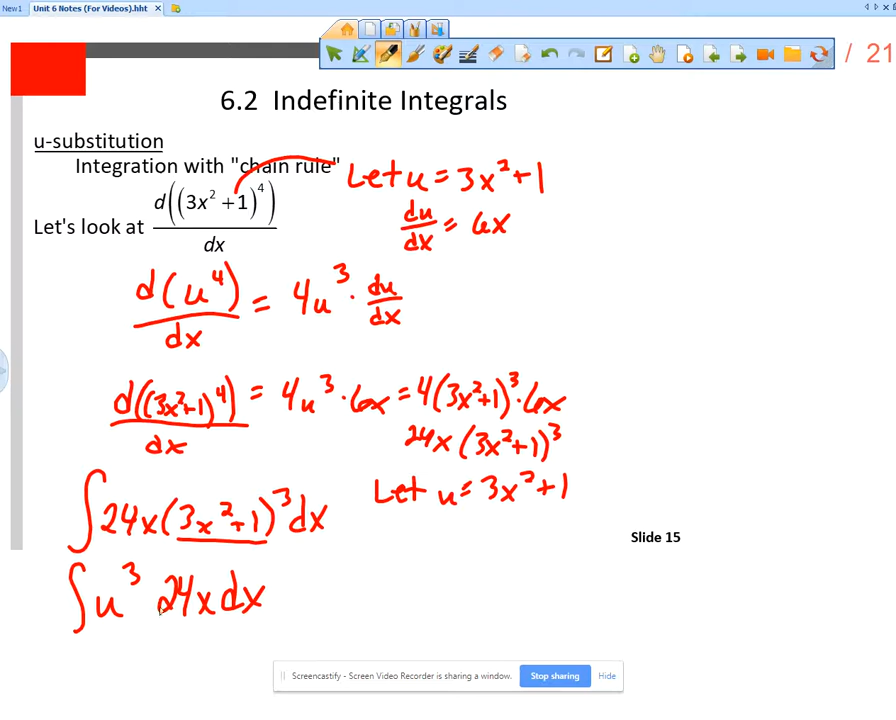 New1 Unit 6 Notes (For Videos).hht
/ 21
6.2 Indefinite Integrals
u-substitution
Integration with "chain rule"
Let u = 3x² + 1
Let's look at d((3x² + 1)⁴)/dx
du/dx = 6x
d(u⁴)/dx = 4u³ · du/dx
d((3x²+1)⁴)/dx = 4u³ · 6x = 4(3x²+1)³ · 6x
24x(3x²+1)³
Let u = 3x² + 1
∫24x(3x²+1)³dx
Slide 15
∫u³ 24x dx
Screencastify - Screen Video Recorder is sharing a window. Stop sharing Hide